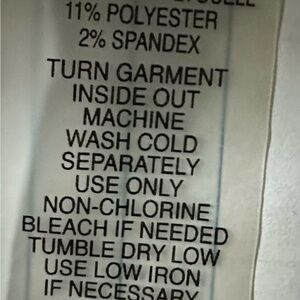 11% POLYESTER
2% SPANDEX
TURN GARMENT
INSIDE OUT
MACHINE
WASH COLD
SEPARATELY
USE ONLY
NON-CHLORINE
BLEACH IF NEEDED
TUMBLE DRY LOW
USE LOW IRON
IF NECESSARY